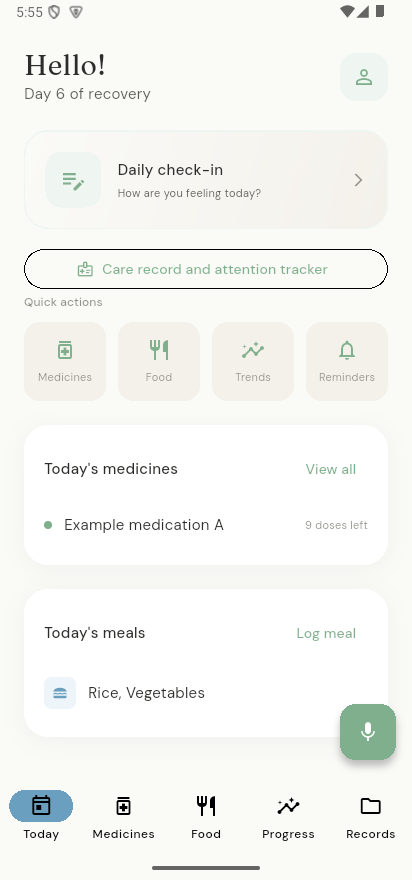 5:55
Hello!
Day 6 of recovery
Daily check-in
How are you feeling today?
Care record and attention tracker
Quick actions
Medicines
Food
Trends
Reminders
Today's medicines
View all
Example medication A
9 doses left
Today's meals
Log meal
Rice, Vegetables
Today
Medicines
Food
Progress
Records